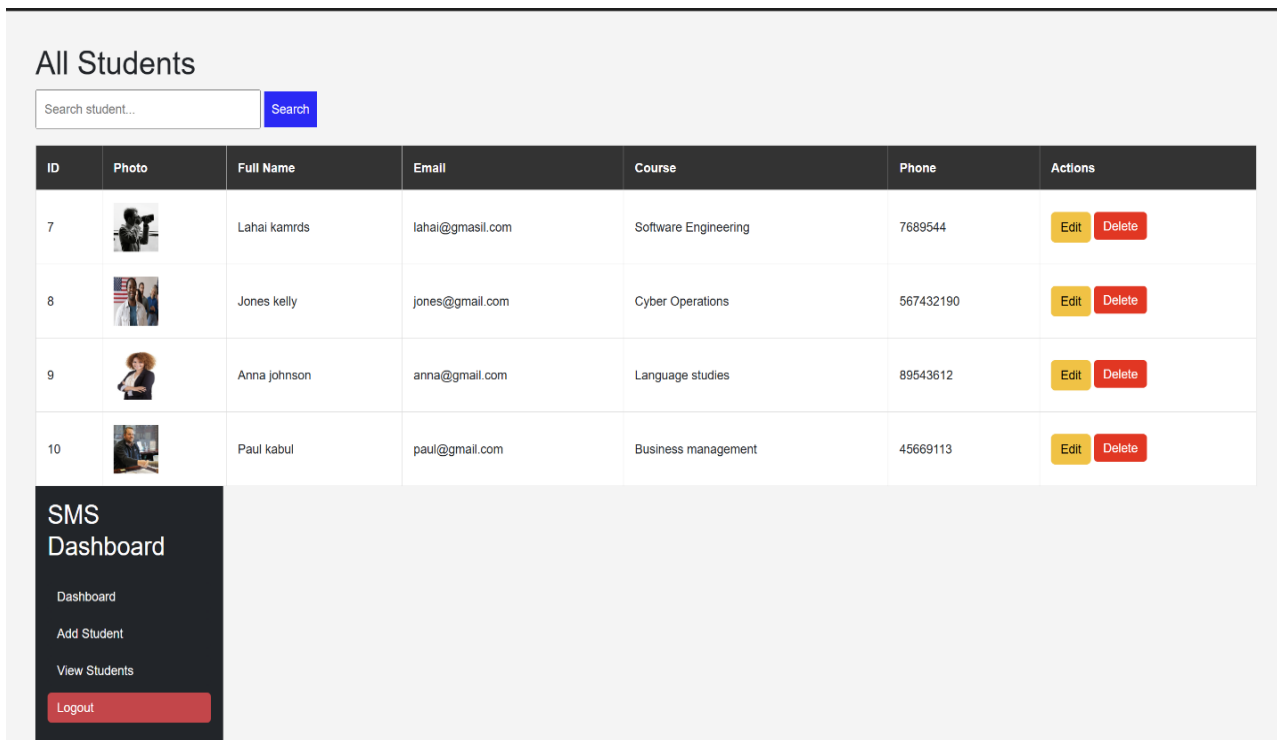 All Students
Search student... Search
ID Photo Full Name Email Course Phone Actions
7 Lahai kamrds lahai@gmasil.com Software Engineering 7689544 Edit Delete
8 Jones kelly jones@gmail.com Cyber Operations 567432190 Edit Delete
9 Anna johnson anna@gmail.com Language studies 89543612 Edit Delete
10 Paul kabul paul@gmail.com Business management 45669113 Edit Delete
SMS
Dashboard
Dashboard
Add Student
View Students
Logout